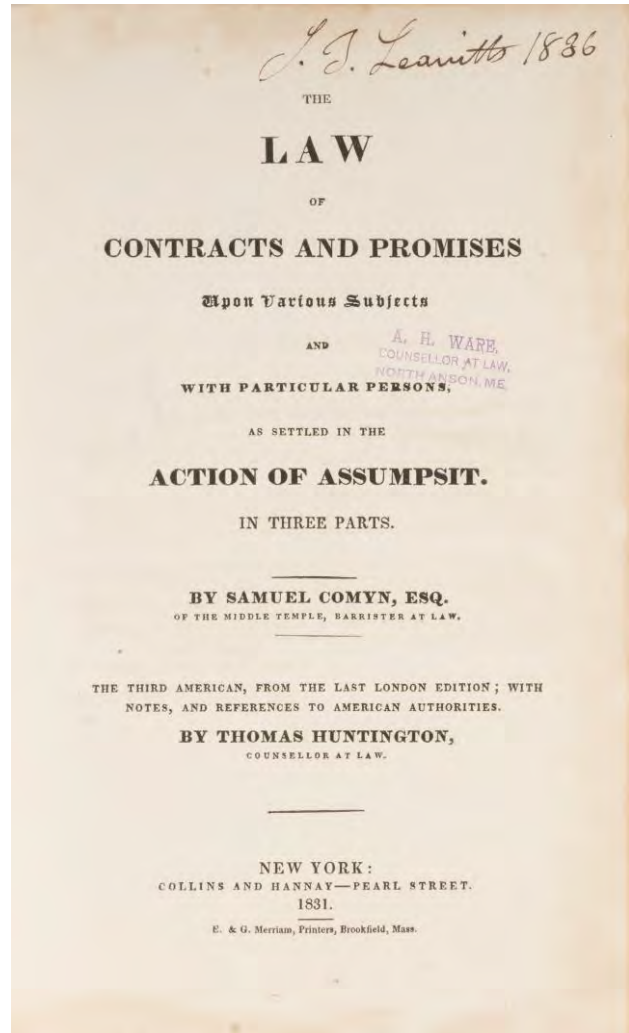 J. J. Leavitts 1836
THE
LAW
OF
CONTRACTS AND PROMISES
Upon Various Subjects
AND
A. H. WARE,
COUNSELLOR AT LAW,
NORTH ANSON, ME.
WITH PARTICULAR PERSONS,
AS SETTLED IN THE
ACTION OF ASSUMPSIT.
IN THREE PARTS.
BY SAMUEL COMYN, ESQ.
OF THE MIDDLE TEMPLE, BARRISTER AT LAW.
THE THIRD AMERICAN, FROM THE LAST LONDON EDITION; WITH
NOTES, AND REFERENCES TO AMERICAN AUTHORITIES.
BY THOMAS HUNTINGTON,
COUNSELLOR AT LAW.
NEW YORK:
COLLINS AND HANNAY—PEARL STREET.
1831.
E. & G. Merriam, Printers, Brookfield, Mass.